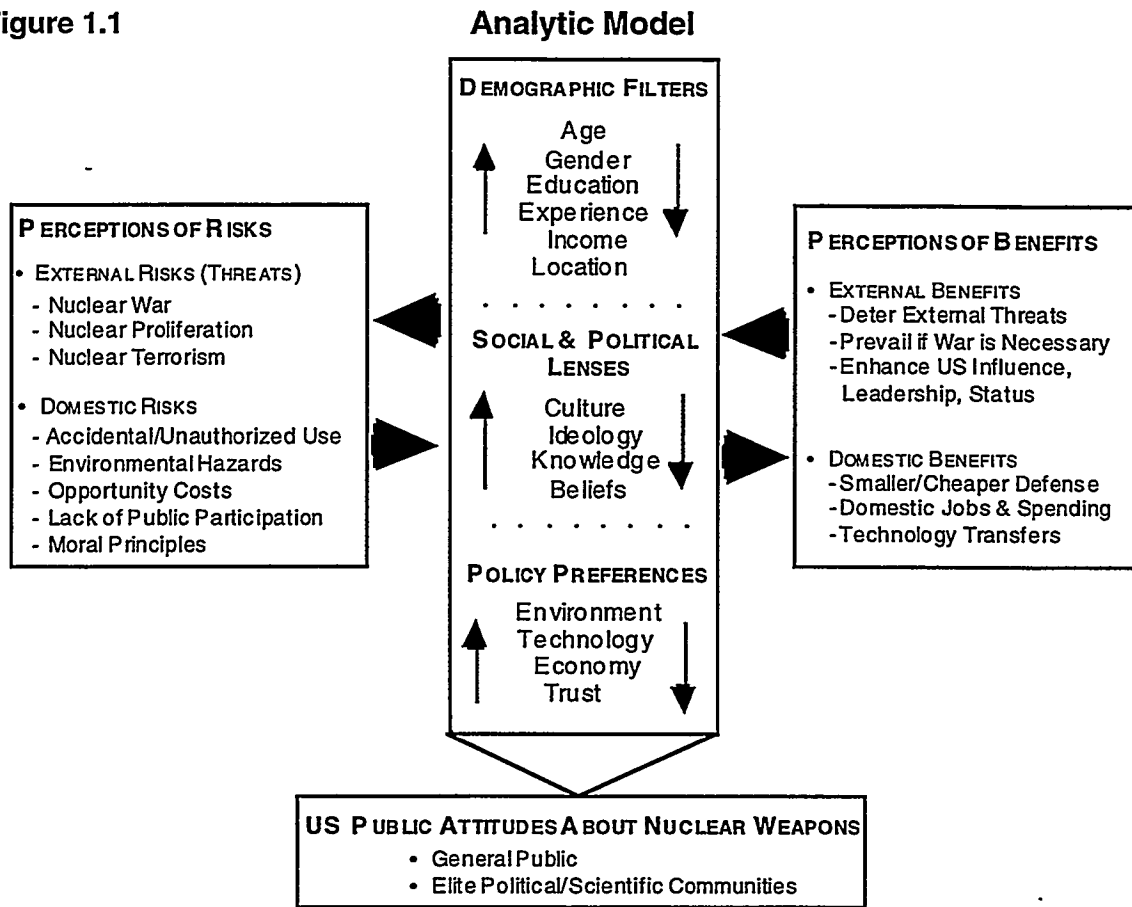 igure 1.1
Analytic Model
DEMOGRAPHIC FILTERS
Age
Gender
Education
Experience
Income
Location
PERCEPTIONS OF RISKS
• EXTERNAL RISKS (THREATS)
- Nuclear War
- Nuclear Proliferation
- Nuclear Terrorism
• DOMESTIC RISKS
- Accidental/Unauthorized Use
- Environmental Hazards
- Opportunity Costs
- Lack of Public Participation
- Moral Principles
SOCIAL & POLITICAL
LENSES
Culture
Ideology
Knowledge
Beliefs
POLICY PREFERENCES
Environment
Technology
Economy
Trust
PERCEPTIONS OF BENEFITS
• EXTERNAL BENEFITS
-Deter External Threats
-Prevail if War is Necessary
-Enhance US Influence,
Leadership, Status
• DOMESTIC BENEFITS
-Smaller/Cheaper Defense
-Domestic Jobs & Spending
-Technology Transfers
US PUBLIC ATTITUDES ABOUT NUCLEAR WEAPONS
• General Public
• Elite Political/Scientific Communities